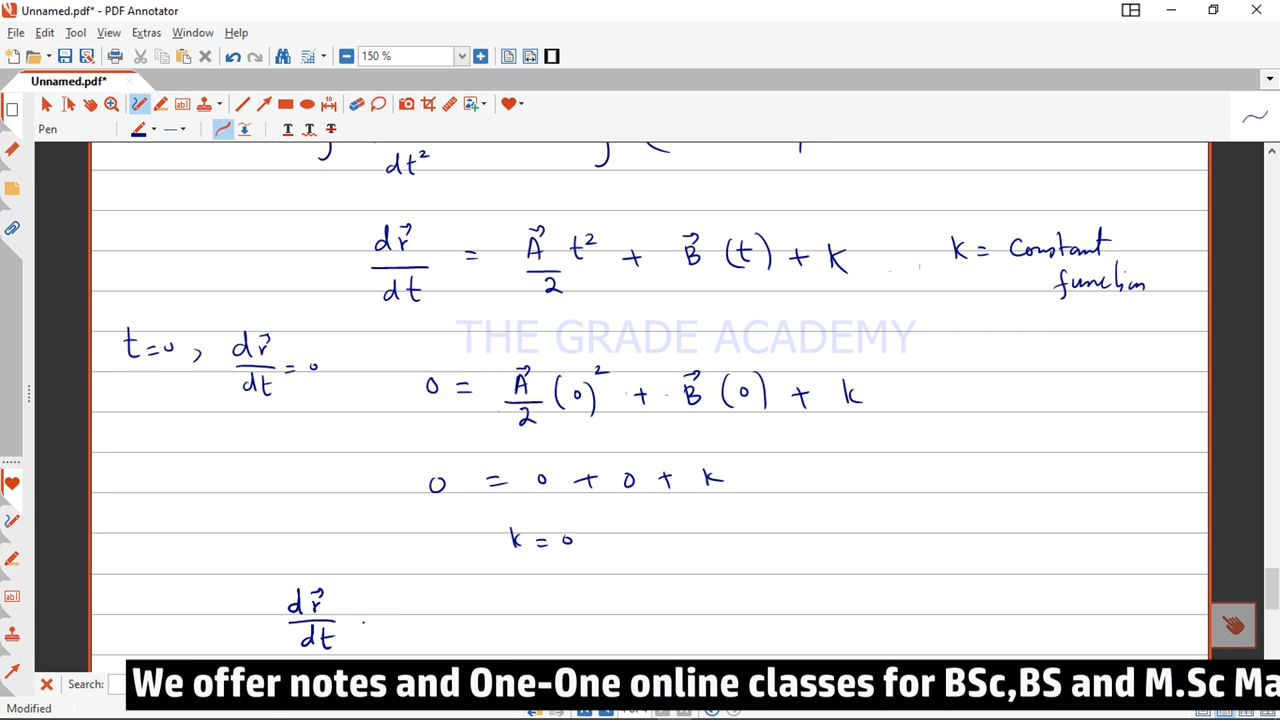 Unnamed.pdf* - PDF Annotator
File Edit Tool View Extras Window Help
150 %
Unnamed.pdf*
Pen
dt²
dr⃗/dt = A⃗/2 t² + B⃗ (t) + K
K = Constant function
THE GRADE ACADEMY
t=0, dr⃗/dt = 0
0 = A⃗/2 (0)² + B⃗ (0) + k
0 = 0 + 0 + k
k = 0
dr⃗/dt
Search:
We offer notes and One-One online classes for BSc,BS and M.Sc Ma
Modified